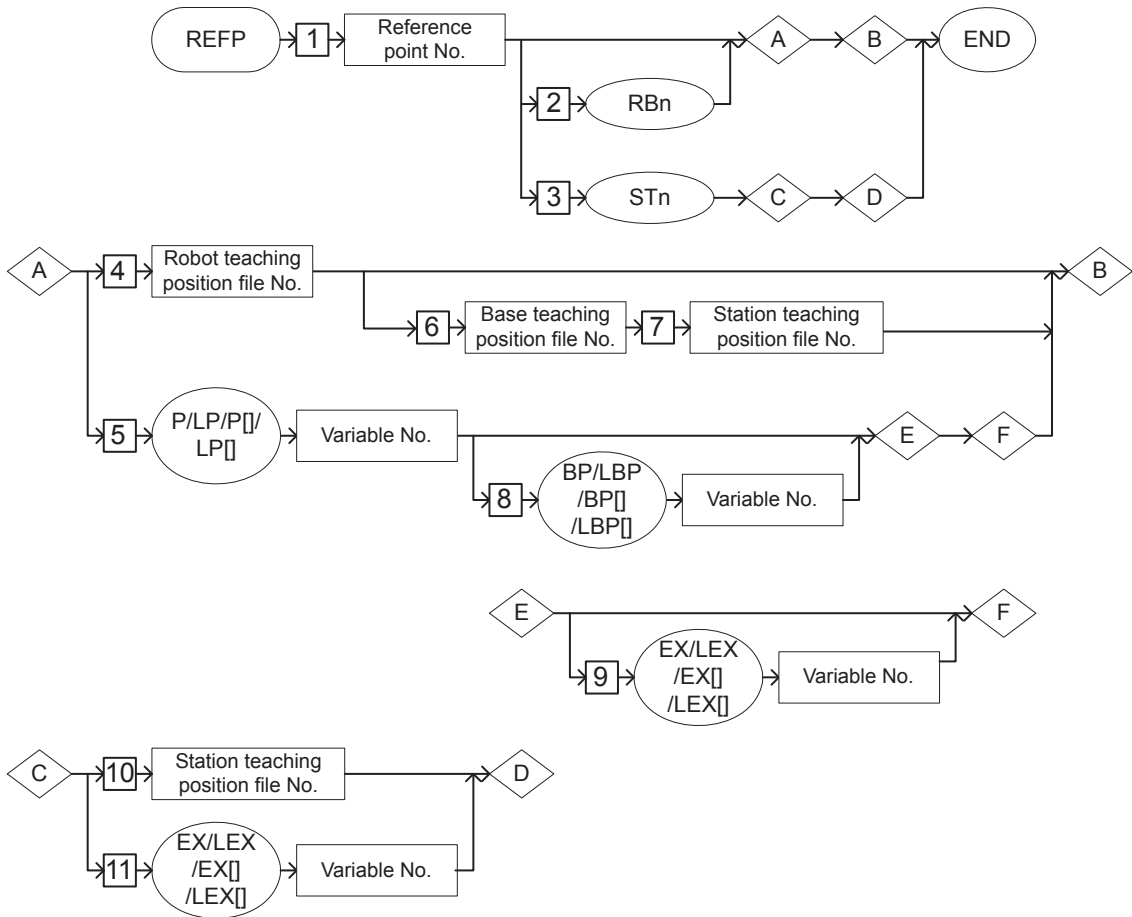 REFP
1
Reference
point No.
A
B
END
2
RBn
3
STn
C
D
A
4
Robot teaching
position file No.
B
6
Base teaching
position file No.
7
Station teaching
position file No.
5
P/LP/P[]/
LP[]
Variable No.
E
F
8
BP/LBP
/BP[]
/LBP[]
Variable No.
E
F
9
EX/LEX
/EX[]
/LEX[]
Variable No.
C
10
Station teaching
position file No.
D
11
EX/LEX
/EX[]
/LEX[]
Variable No.